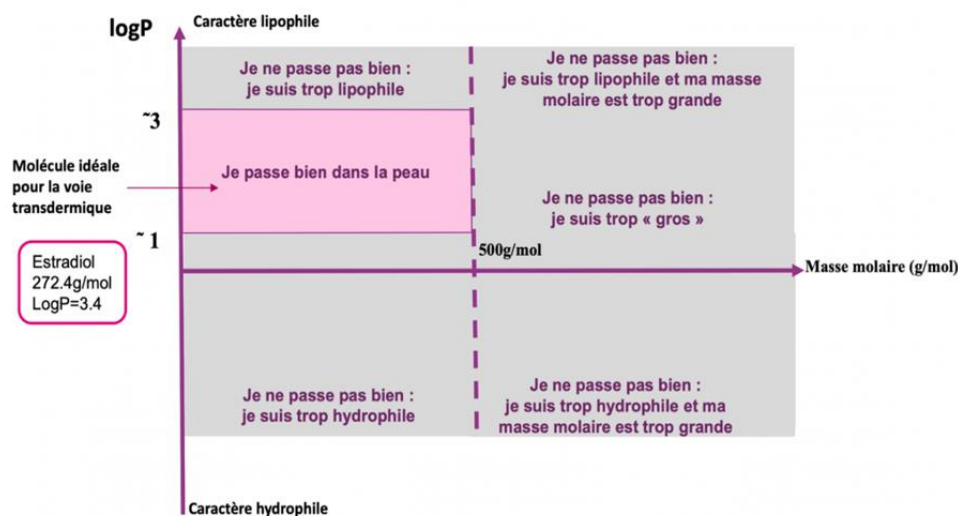 logP
Caractère lipophile
Je ne passe pas bien :
je suis trop lipophile
Je ne passe pas bien :
je suis trop lipophile et ma masse
molaire est trop grande
~3
Molécule idéale
pour la voie
transdermique
Je passe bien dans la peau
Je ne passe pas bien :
je suis trop « gros »
~1
500g/mol
Masse molaire (g/mol)
Estradiol
272.4g/mol
LogP=3.4
Je ne passe pas bien :
je suis trop hydrophile
Je ne passe pas bien :
je suis trop hydrophile et ma
masse molaire est trop grande
Caractère hydrophile